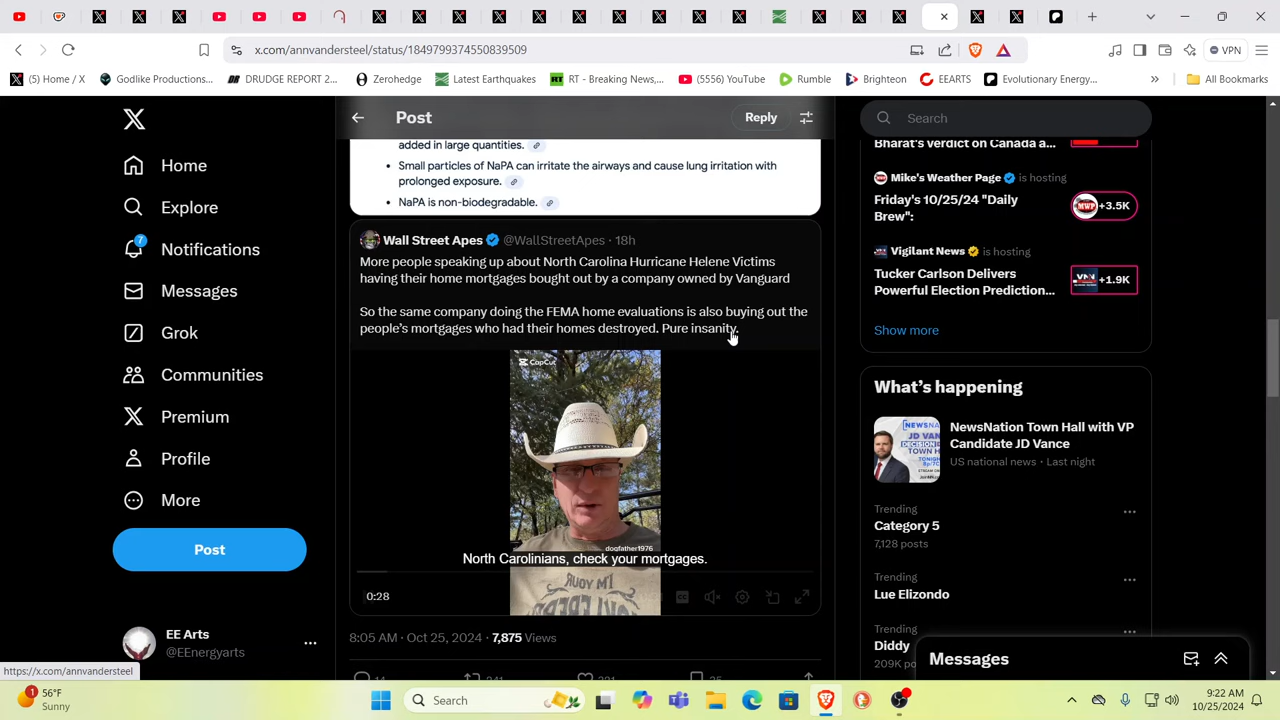 x.com/annvandersteel/status/1849799374550839509
VPN
(5) Home / X
Godlike Productions...
DRUDGE REPORT 2...
Zerohedge
Latest Earthquakes
RT - Breaking News,...
(5555) YouTube
Rumble
Brighteon
EEARTS
Evolutionary Energy...
»
All Bookmarks
Home
Explore
7
Notifications
Messages
Grok
Communities
Premium
Profile
More
Post
EE Arts
@EEnergyarts
https://x.com/annvandersteel
Post
Reply
added in large quantities.
• Small particles of NaPA can irritate the airways and cause lung irritation with
prolonged exposure.
• NaPA is non-biodegradable.
Wall Street Apes @WallStreetApes · 18h
More people speaking up about North Carolina Hurricane Helene Victims
having their home mortgages bought out by a company owned by Vanguard
So the same company doing the FEMA home evaluations is also buying out the
people's mortgages who had their homes destroyed. Pure insanity.
CapCut
dogfather1976
North Carolinians, check your mortgages.
I'M YOUR
0:28
8:05 AM · Oct 25, 2024 · 7,875 Views
Search
Bharat's verdict on Canada a...
Mike's Weather Page is hosting
Friday's 10/25/24 "Daily
Brew":
MWP
+3.5K
Vigilant News is hosting
Tucker Carlson Delivers
Powerful Election Prediction...
+1.9K
Show more
What's happening
NewsNation Town Hall with VP
Candidate JD Vance
US national news · Last night
Trending
Category 5
7,128 posts
Trending
Lue Elizondo
Trending
Diddy
209K po
Messages
1
56°F
Sunny
Search
9:22 AM
10/25/2024